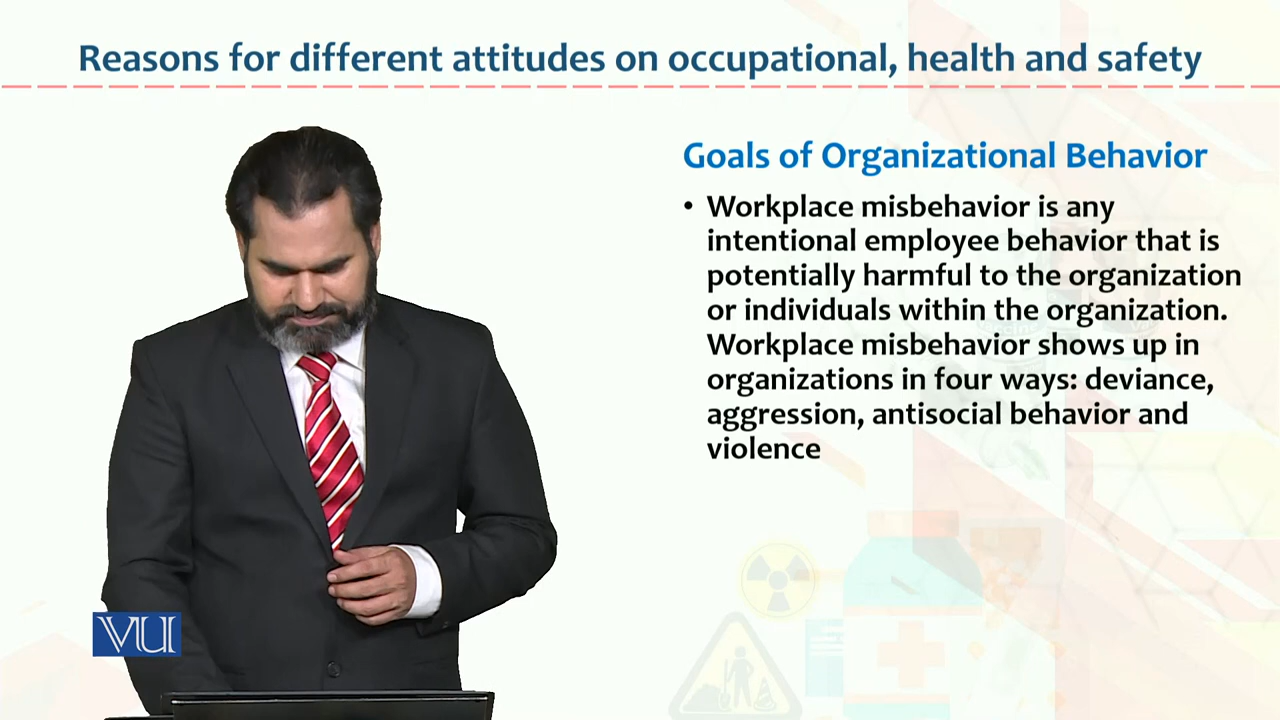 Reasons for different attitudes on occupational, health and safety
Goals of Organizational Behavior
• Workplace misbehavior is any
intentional employee behavior that is
potentially harmful to the organization
or individuals within the organization.
Workplace misbehavior shows up in
organizations in four ways: deviance,
aggression, antisocial behavior and
violence
VU